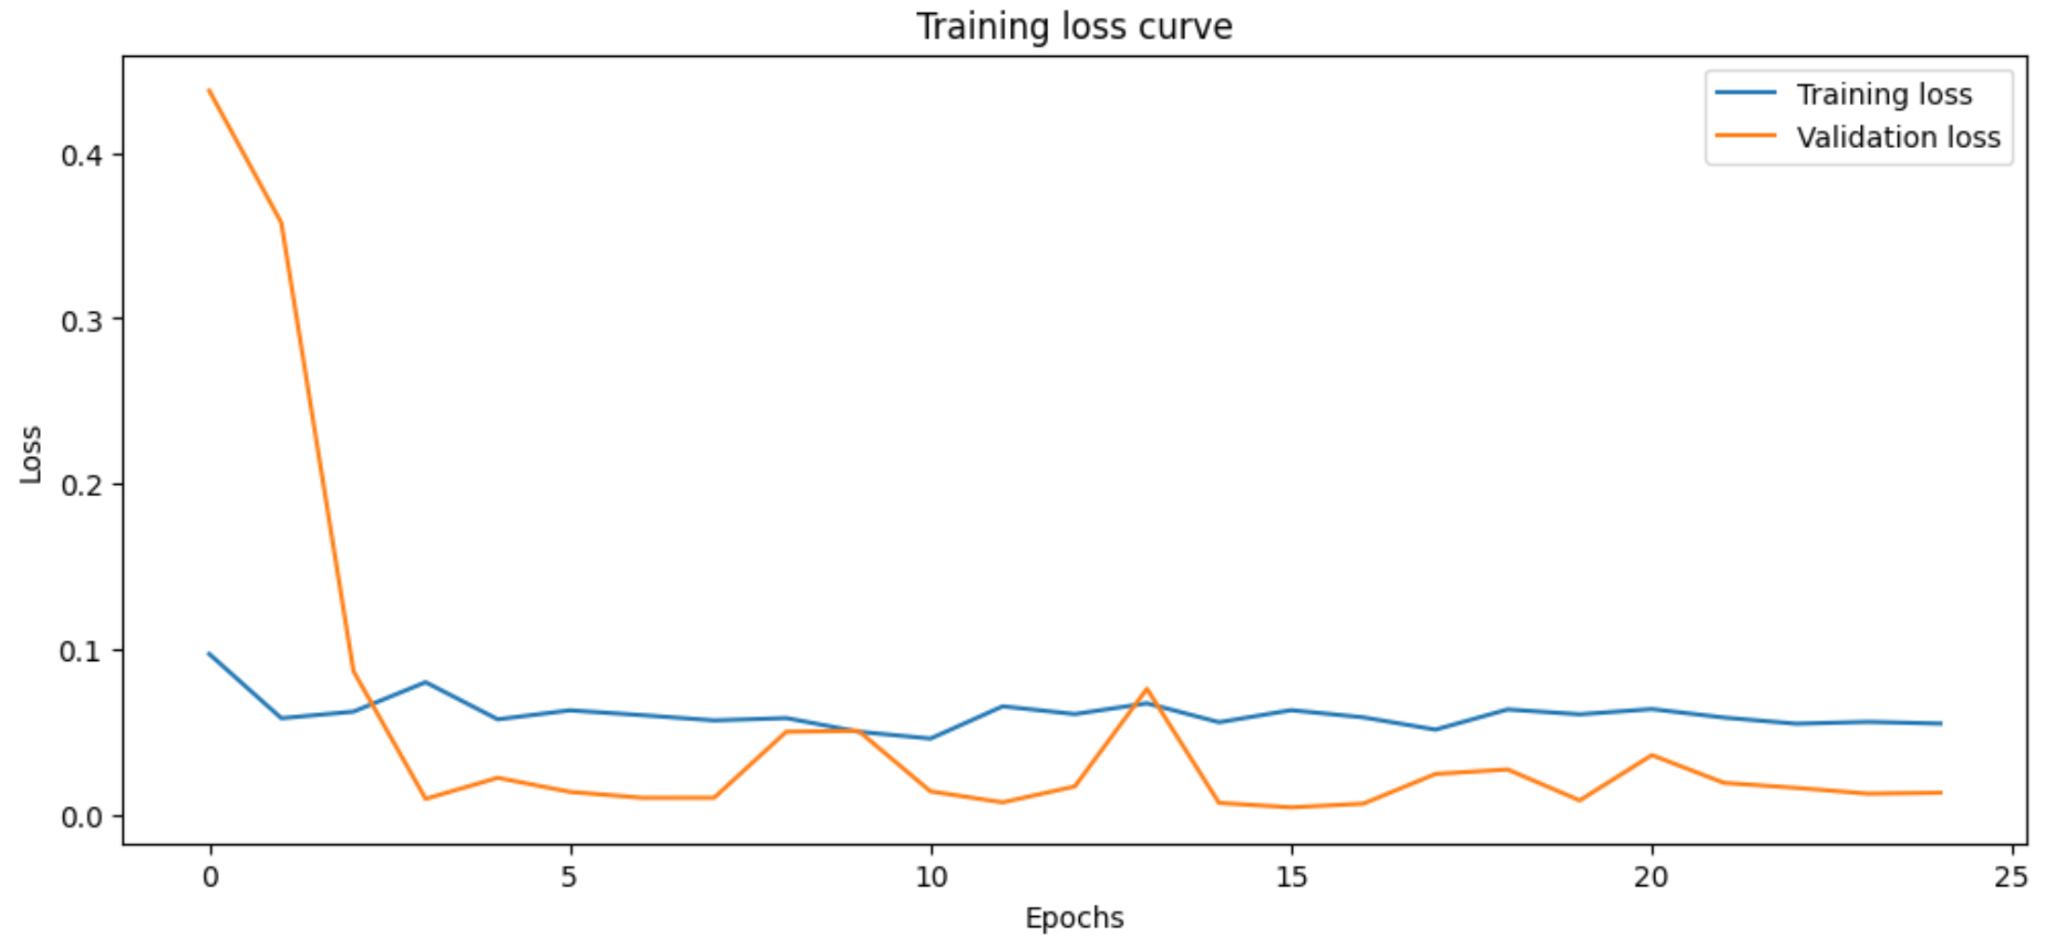 Training loss curve
Training loss
Validation loss
0.4
0.3
0.2
0.1
0.0
Loss
0 5 10 15 20 25
Epochs